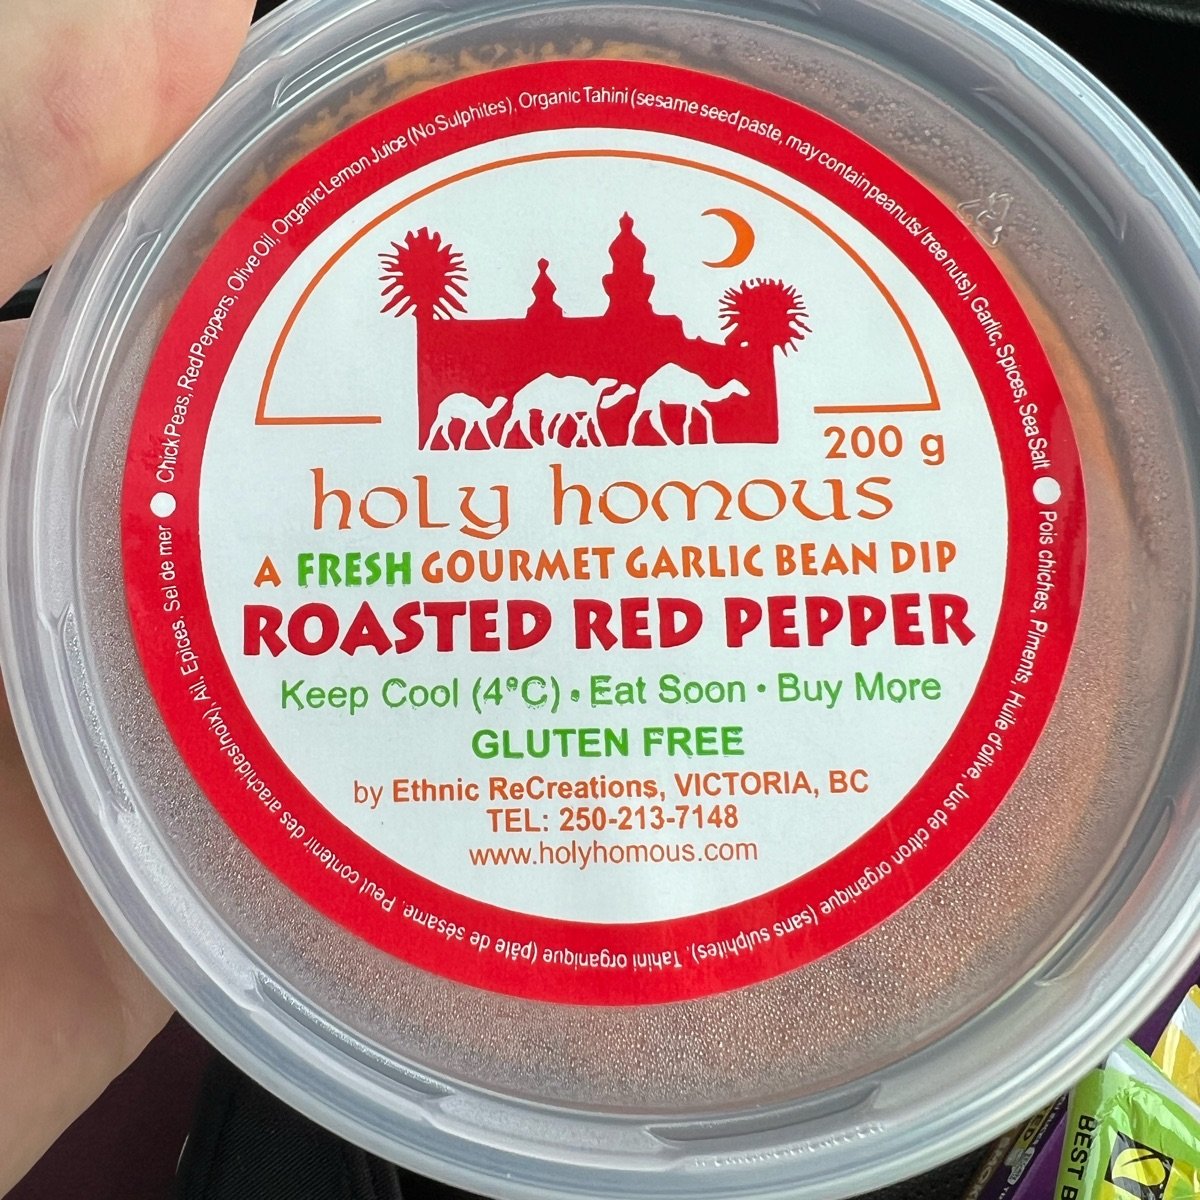 Chick Peas, Red Peppers, Olive Oil, Organic Lemon Juice (No Sulphites), Organic Tahini (sesame seed paste, may contain peanuts/tree nuts), Garlic, Spices, Sea Salt
200 g
holy homous
A FRESH GOURMET GARLIC BEAN DIP
ROASTED RED PEPPER
Keep Cool (4°C) • Eat Soon • Buy More
GLUTEN FREE
by Ethnic ReCreations, VICTORIA, BC
TEL: 250-213-7148
www.holyhomous.com
Pois chiches, Piments, Huile d'olive, Jus de citron organique (sans sulphites), Tahini organique (pâte de sésame. Peut contenir des arachides/noix), Ail, Epices. Sel de mer
BEST